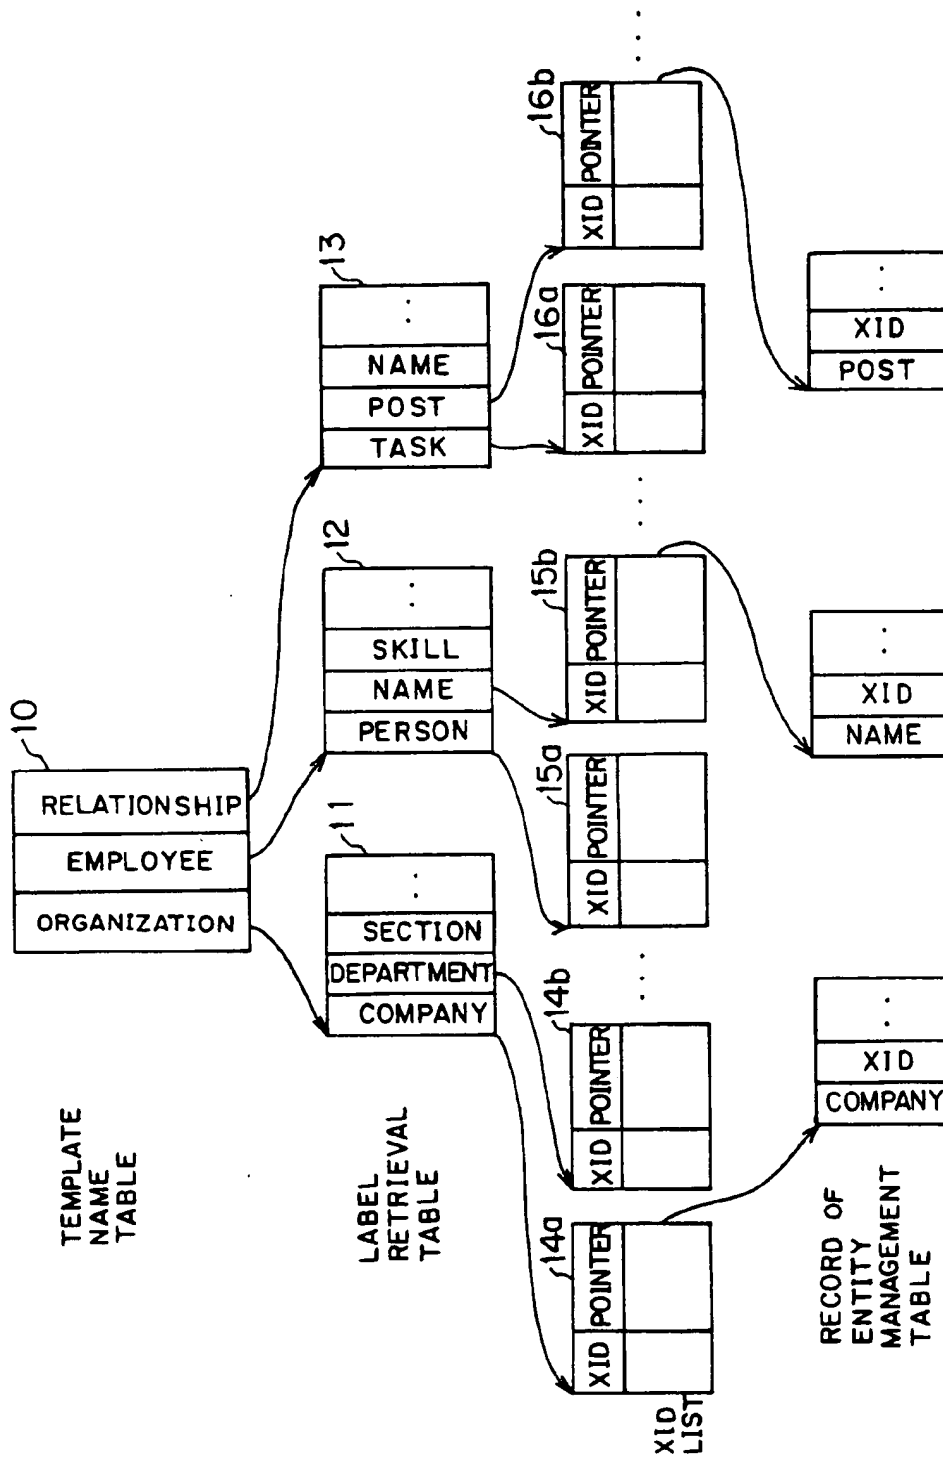 TEMPLATE
NAME
TABLE
10
ORGANIZATION
EMPLOYEE
RELATIONSHIP
LABEL
RETRIEVAL
TABLE
11
COMPANY
DEPARTMENT
SECTION
12
PERSON
NAME
SKILL
13
TASK
POST
NAME
XID
LIST
14a
XID POINTER
14b
XID POINTER
15a
XID POINTER
15b
XID POINTER
16a
XID POINTER
16b
XID POINTER
RECORD OF
ENTITY
MANAGEMENT
TABLE
COMPANY
XID
NAME
XID
POST
XID